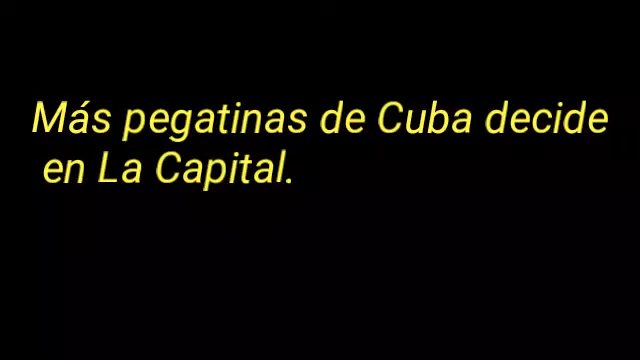 Más pegatinas de Cuba decide
en La Capital.